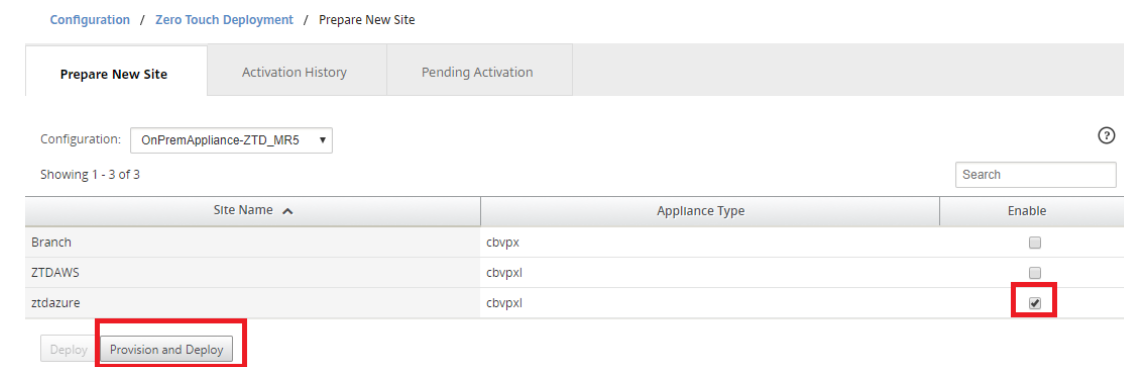 Configuration / Zero Touch Deployment / Prepare New Site
Prepare New Site Activation History Pending Activation
Configuration: OnPremAppliance-ZTD_MR5
Showing 1 - 3 of 3 Search
Site Name Appliance Type Enable
Branch cbvpx
ZTDAWS cbvpxl
ztdazure cbvpxl
Deploy Provision and Deploy